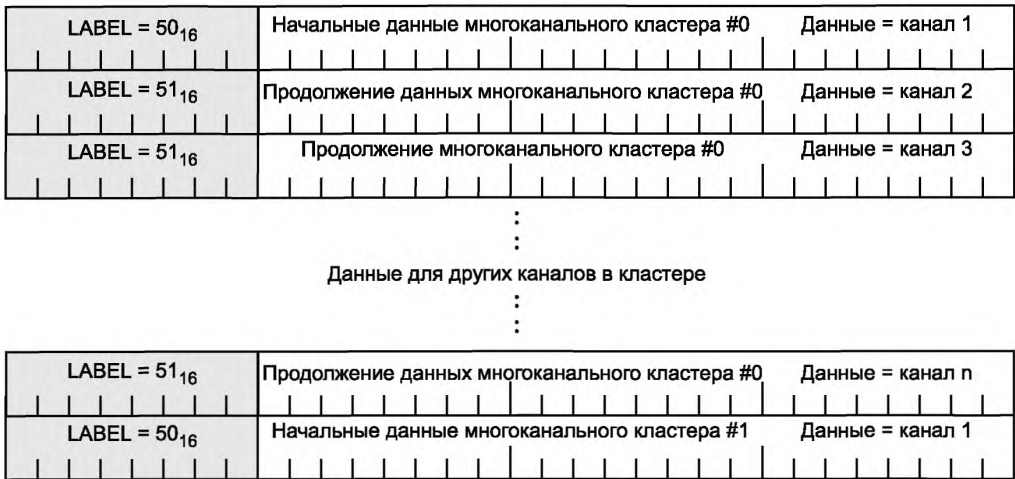 LABEL = 50₁₆ Начальные данные многоканального кластера #0 Данные = канал 1
LABEL = 51₁₆ Продолжение данных многоканального кластера #0 Данные = канал 2
LABEL = 51₁₆ Продолжение многоканального кластера #0 Данные = канал 3
Данные для других каналов в кластере
LABEL = 51₁₆ Продолжение данных многоканального кластера #0 Данные = канал n
LABEL = 50₁₆ Начальные данные многоканального кластера #1 Данные = канал 1